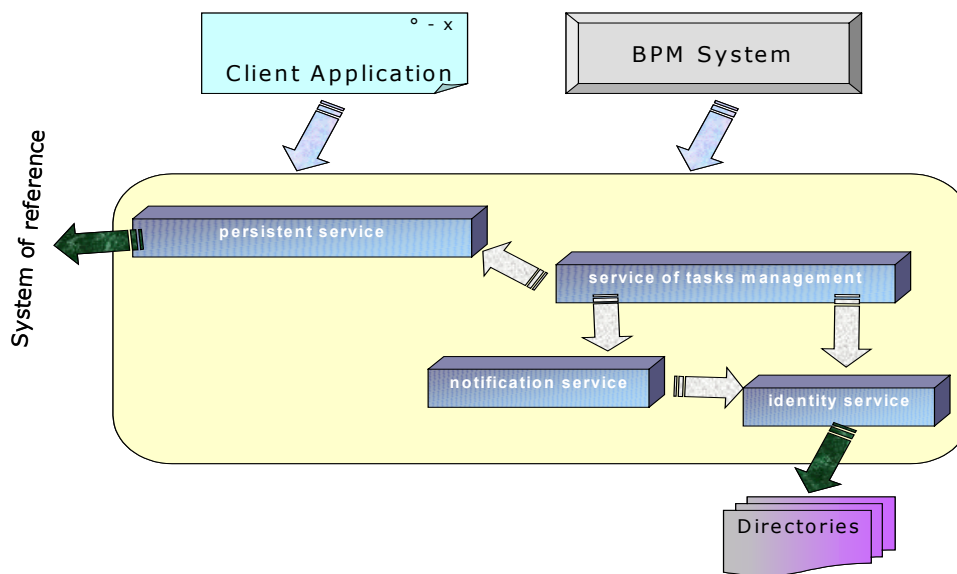 ° - x
Client Application
BPM System
System of reference
persistent service
service of tasks management
notification service
identity service
Directories